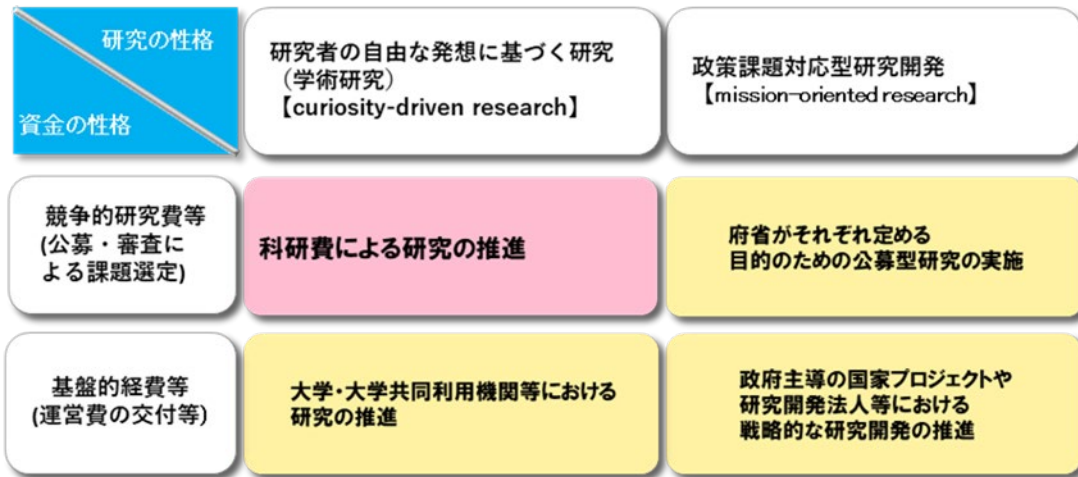 研究の性格
資金の性格
研究者の自由な発想に基づく研究
(学術研究)
【curiosity-driven research】
政策課題対応型研究開発
【mission-oriented research】
競争的研究費等
(公募・審査に
よる課題選定)
科研費による研究の推進
府省がそれぞれ定める
目的のための公募型研究の実施
基盤的経費等
(運営費の交付等)
大学・大学共同利用機関等における
研究の推進
政府主導の国家プロジェクトや
研究開発法人等における
戦略的な研究開発の推進